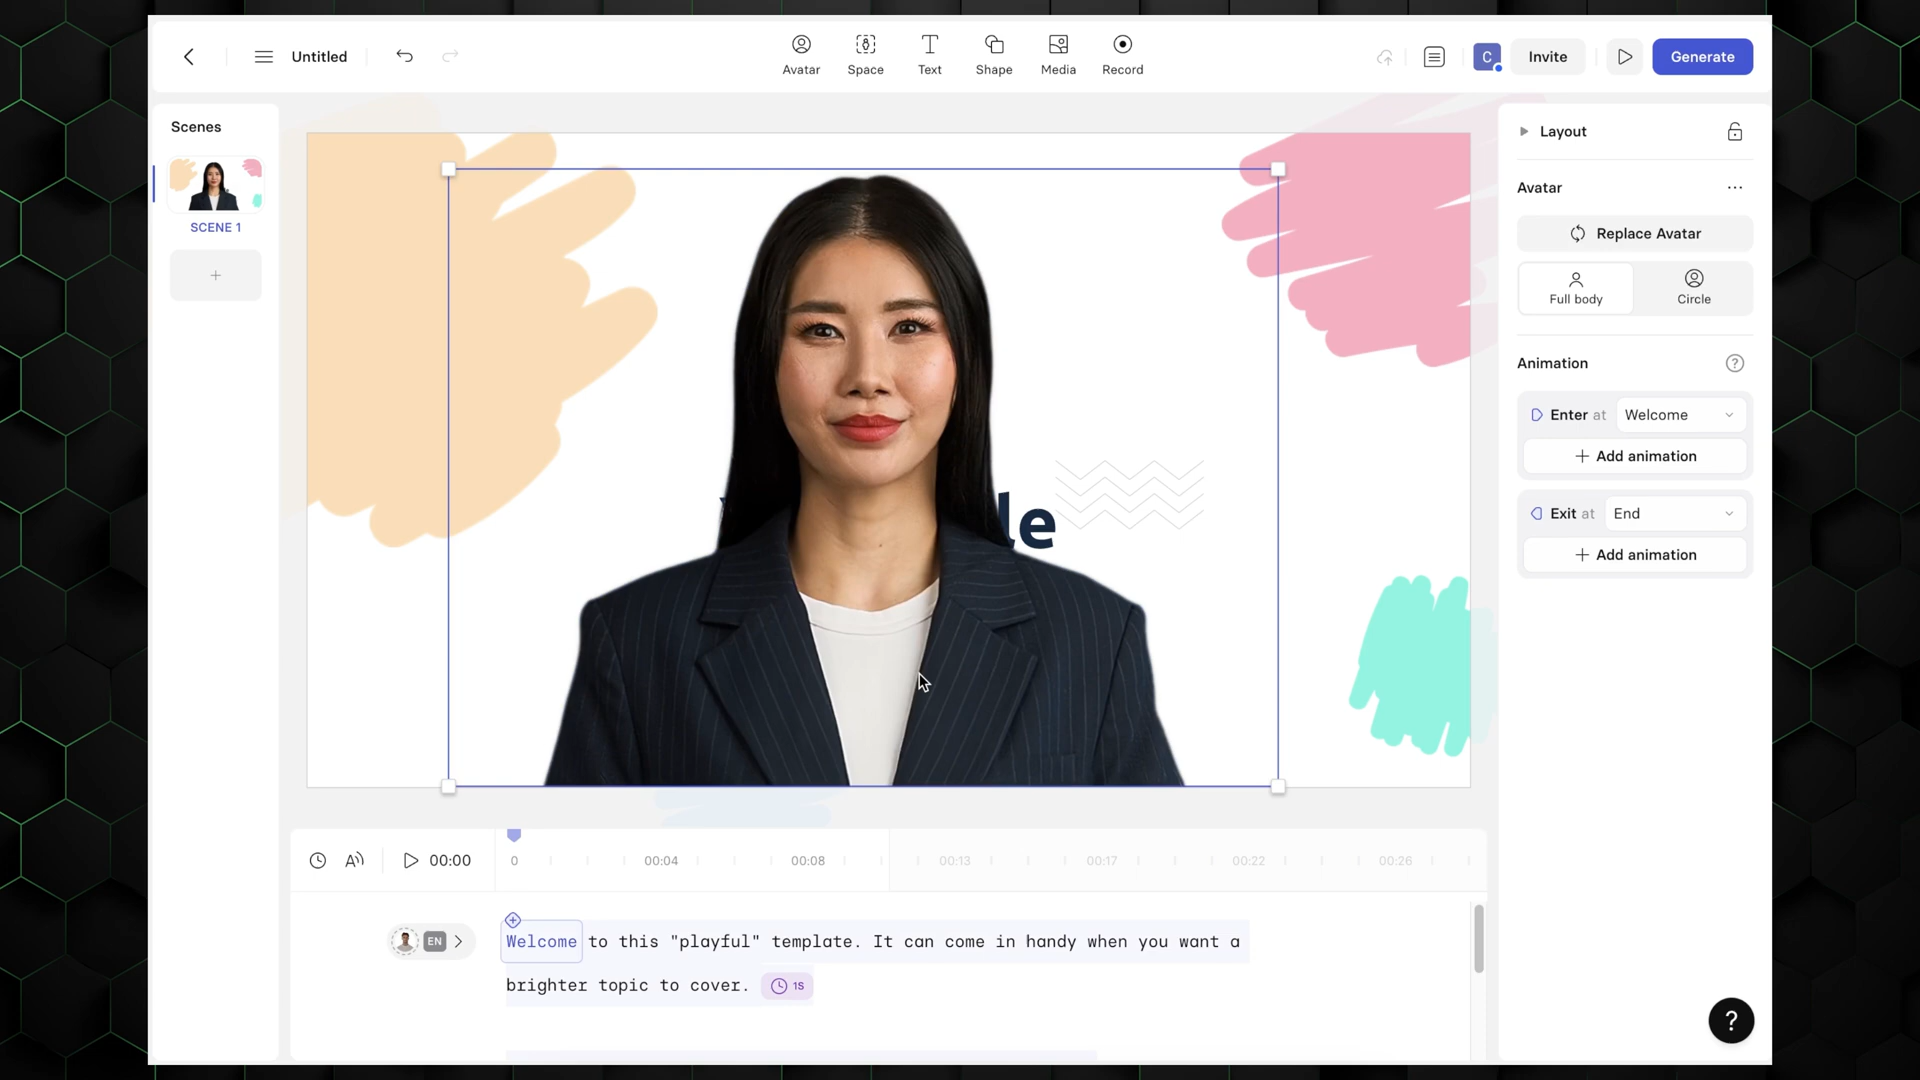 Untitled
Avatar
Space
Text
Shape
Media
Record
C
Invite
Generate
Scenes
SCENE 1
+
le
Layout
Avatar
Replace Avatar
Full body
Circle
Animation
?
Enter at
Welcome
+ Add animation
Exit at
End
+ Add animation
A
00:00
0
00:04
00:08
00:13
00:17
00:22
00:26
EN
Welcome to this "playful" template. It can come in handy when you want a
brighter topic to cover. 1S
?